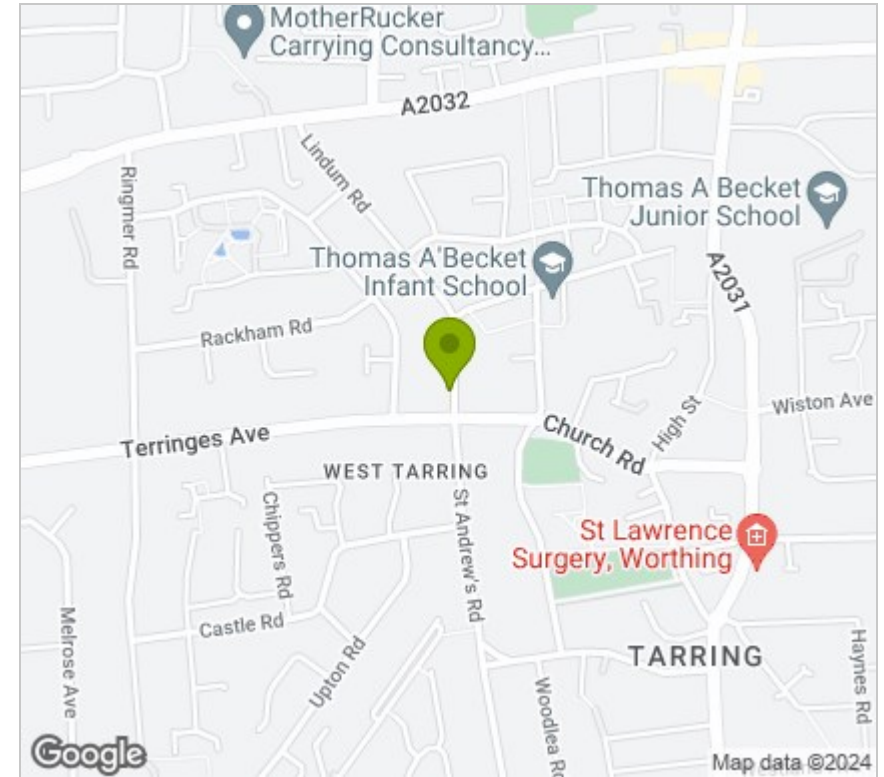 MotherRucker
Carrying Consultancy...
A2032
Lindum Rd
Ringmer Rd
Thomas A Becket
Junior School
Thomas A'Becket
Infant School
A2031
Rackham Rd
Wiston Ave
High St
Terringes Ave
Church Rd
WEST TARRING
Chippers Rd
St Andrew's Rd
St Lawrence
Surgery, Worthing
Castle Rd
Melrose Ave
Upton Rd
TARRING
Haynes Rd
Woodlea Ro
Google
Map data ©2024